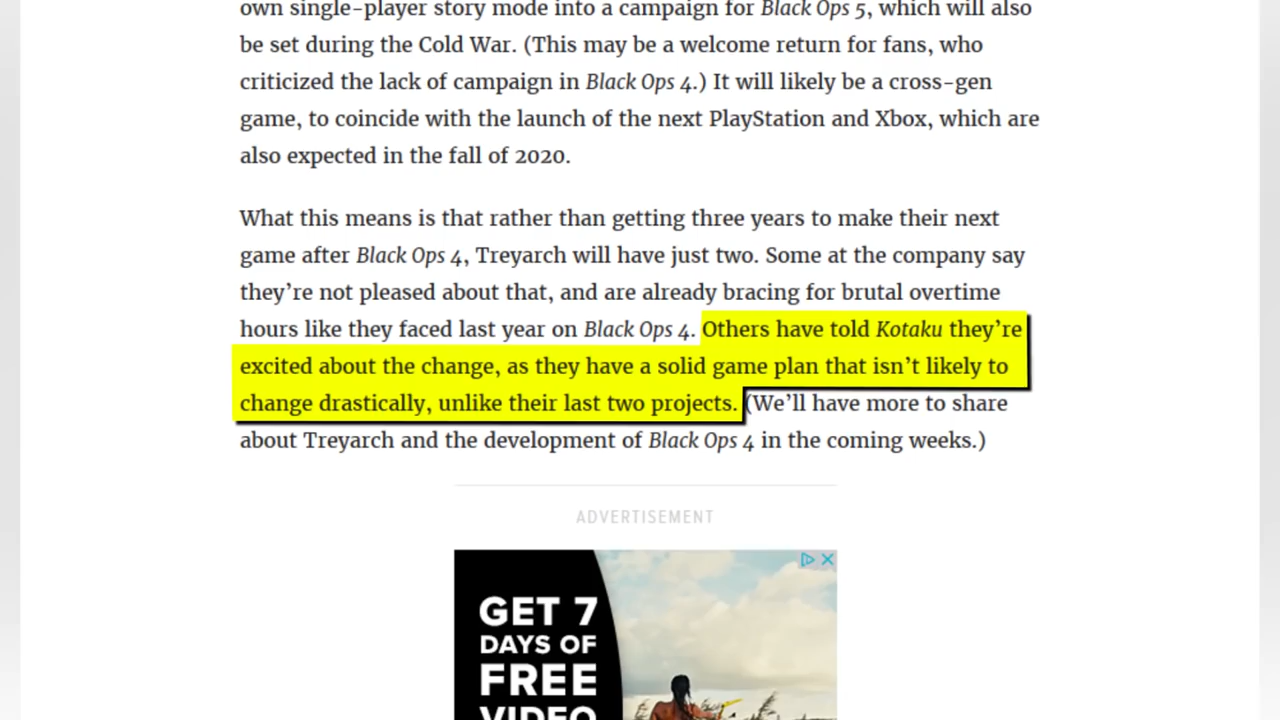 own single-player story mode into a campaign for Black Ops 5, which will also
be set during the Cold War. (This may be a welcome return for fans, who
criticized the lack of campaign in Black Ops 4.) It will likely be a cross-gen
game, to coincide with the launch of the next PlayStation and Xbox, which are
also expected in the fall of 2020.
What this means is that rather than getting three years to make their next
game after Black Ops 4, Treyarch will have just two. Some at the company say
they’re not pleased about that, and are already bracing for brutal overtime
hours like they faced last year on Black Ops 4. Others have told Kotaku they’re
excited about the change, as they have a solid game plan that isn’t likely to
change drastically, unlike their last two projects. (We’ll have more to share
about Treyarch and the development of Black Ops 4 in the coming weeks.)
ADVERTISEMENT
GET 7
DAYS OF
FREE
VIDEO